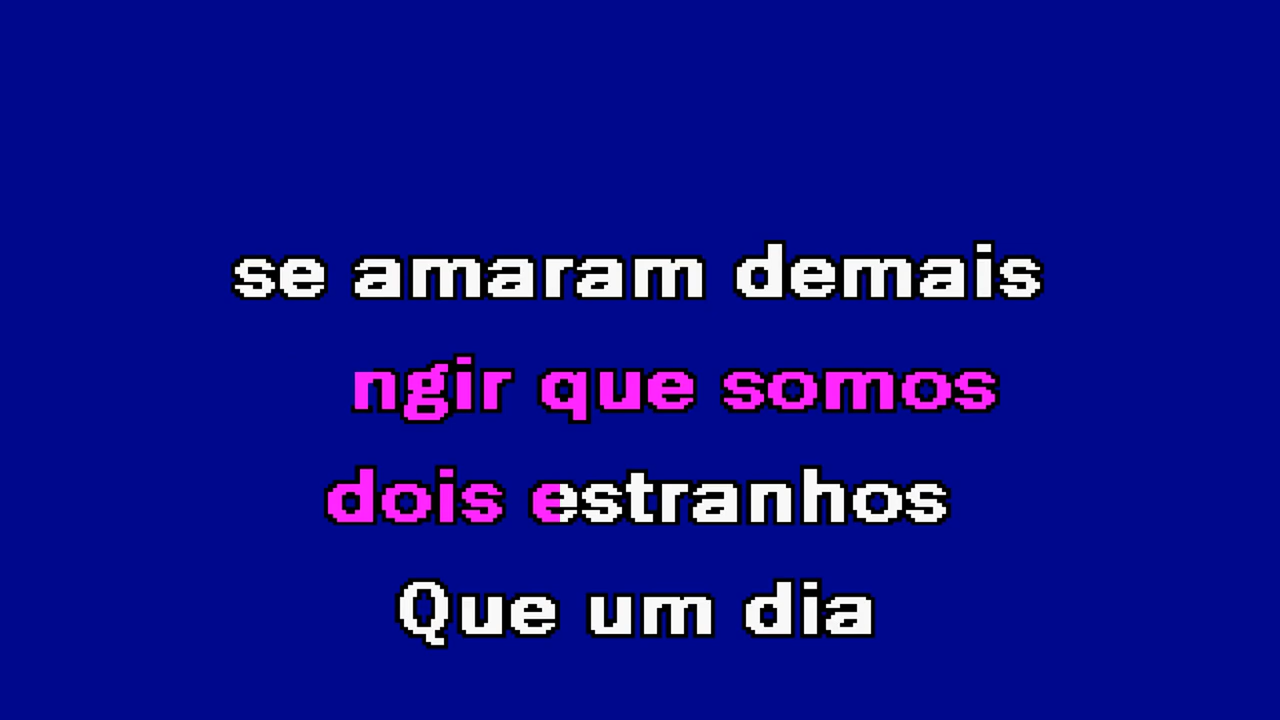 se amaram demais
ngir que somos
dois estranhos
Que um dia